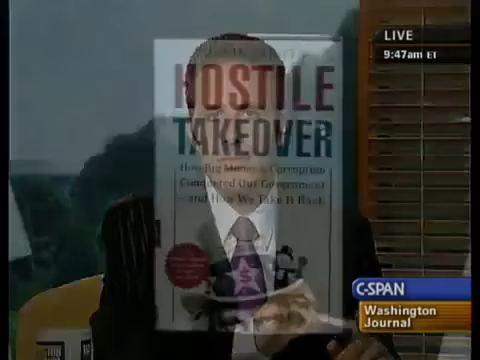 LIVE
9:47am ET
HOSTILE
TAKEOVER
How Big Money & Corruption
Conquered Our Government
—and How We Take It Back
C-SPAN
Washington
Journal